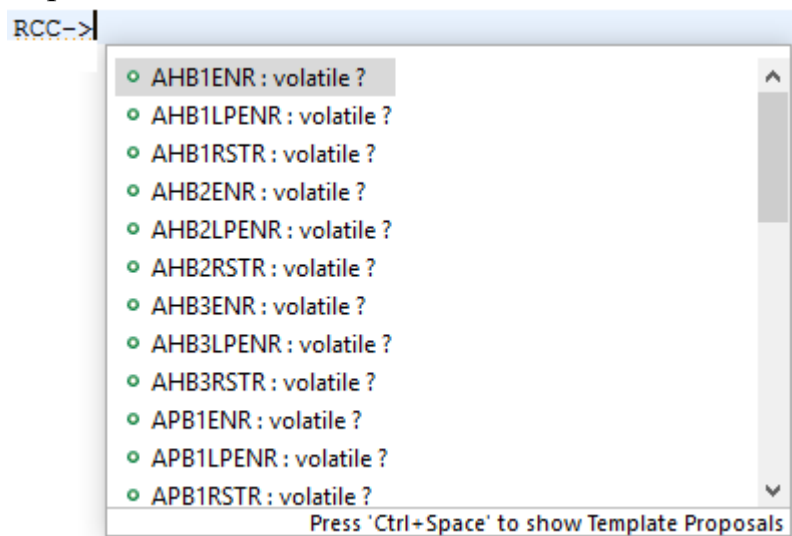 RCC->
AHB1ENR : volatile ?
AHB1LPENR : volatile ?
AHB1RSTR : volatile ?
AHB2ENR : volatile ?
AHB2LPENR : volatile ?
AHB2RSTR : volatile ?
AHB3ENR : volatile ?
AHB3LPENR : volatile ?
AHB3RSTR : volatile ?
APB1ENR : volatile ?
APB1LPENR : volatile ?
APB1RSTR : volatile ?
Press 'Ctrl+Space' to show Template Proposals